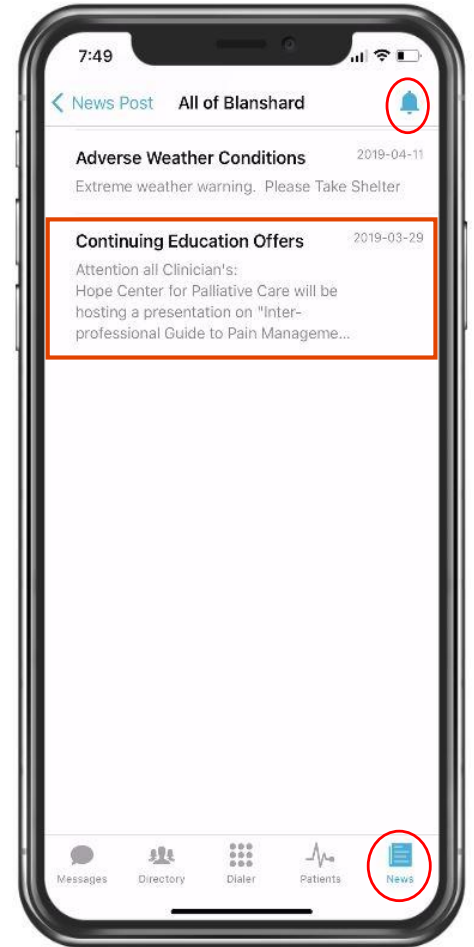 7:49
News Post All of Blanshard
Adverse Weather Conditions 2019-04-11
Extreme weather warning. Please Take Shelter
Continuing Education Offers 2019-03-29
Attention all Clinician's:
Hope Center for Palliative Care will be
hosting a presentation on "Inter-
professional Guide to Pain Manageme...
Messages Directory Dialer Patients News